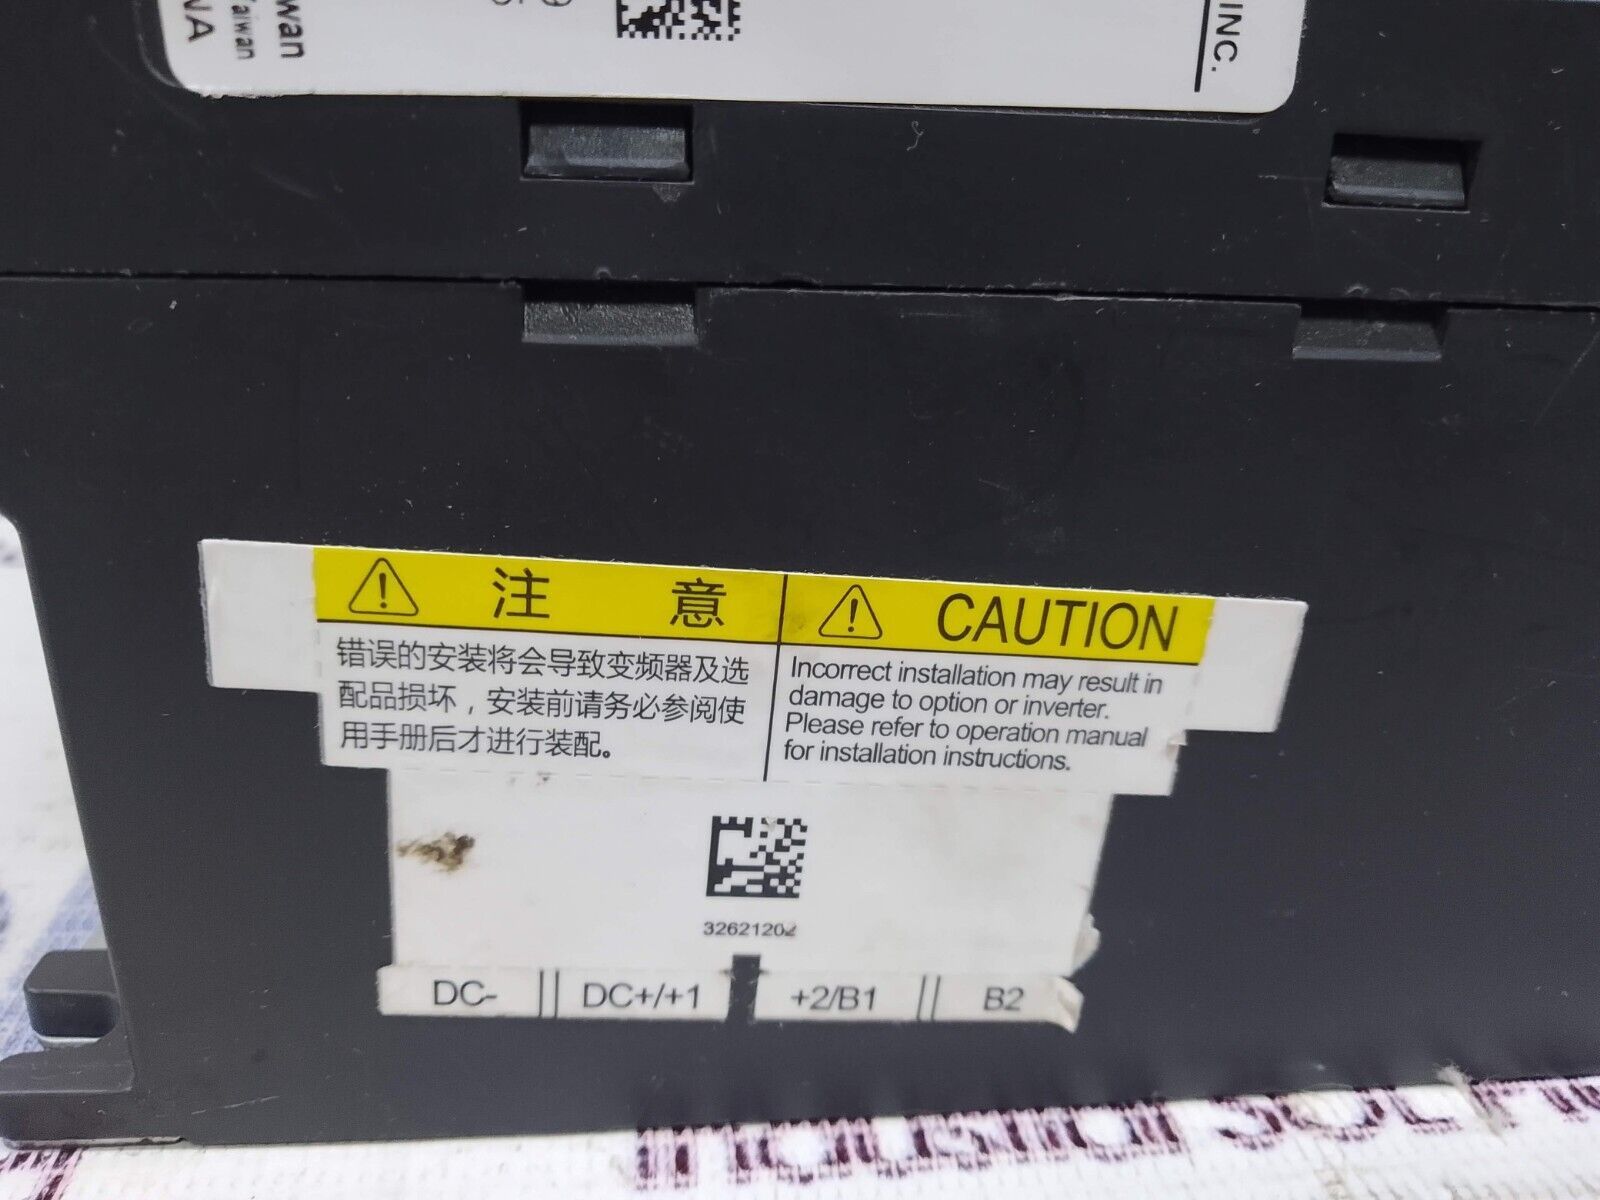 INC.
wan
Taiwan
NA
注 意
CAUTION
错误的安装将会导致变频器及选
配品损坏，安装前请务必参阅使
用手册后才进行装配。
Incorrect installation may result in
damage to option or inverter.
Please refer to operation manual
for installation instructions.
32621202
DC-
DC+/+1
+2/B1
B2